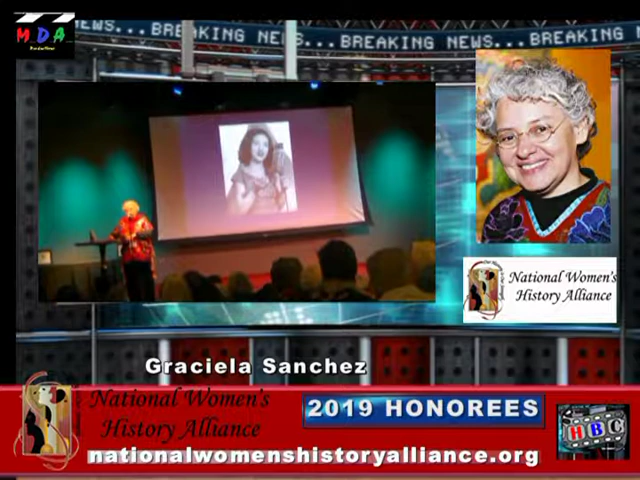 M D A
Production
NEWS...BREAKING NEWS...BREAKING NEWS...BREAKING N
National Women's
History Alliance
Graciela Sanchez
National Women's
History Alliance
2019 HONOREES
HBC
nationalwomenshistoryalliance.org